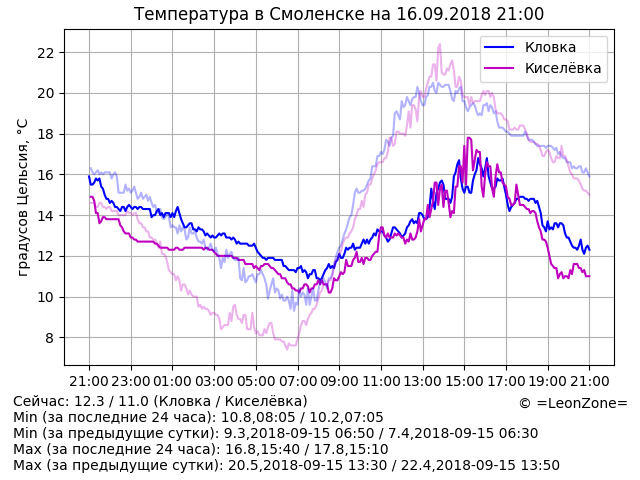 Температура в Смоленске на 16.09.2018 21:00
Кловка
Киселёвка
градусов Цельсия, °C
22
20
18
16
14
12
10
8
21:00 23:00 01:00 03:00 05:00 07:00 09:00 11:00 13:00 15:00 17:00 19:00 21:00
Сейчас: 12.3 / 11.0 (Кловка / Киселёвка)
© =LeonZone=
Min (за последние 24 часа): 10.8,08:05 / 10.2,07:05
Min (за предыдущие сутки): 9.3,2018-09-15 06:50 / 7.4,2018-09-15 06:30
Max (за последние 24 часа): 16.8,15:40 / 17.8,15:10
Max (за предыдущие сутки): 20.5,2018-09-15 13:30 / 22.4,2018-09-15 13:50